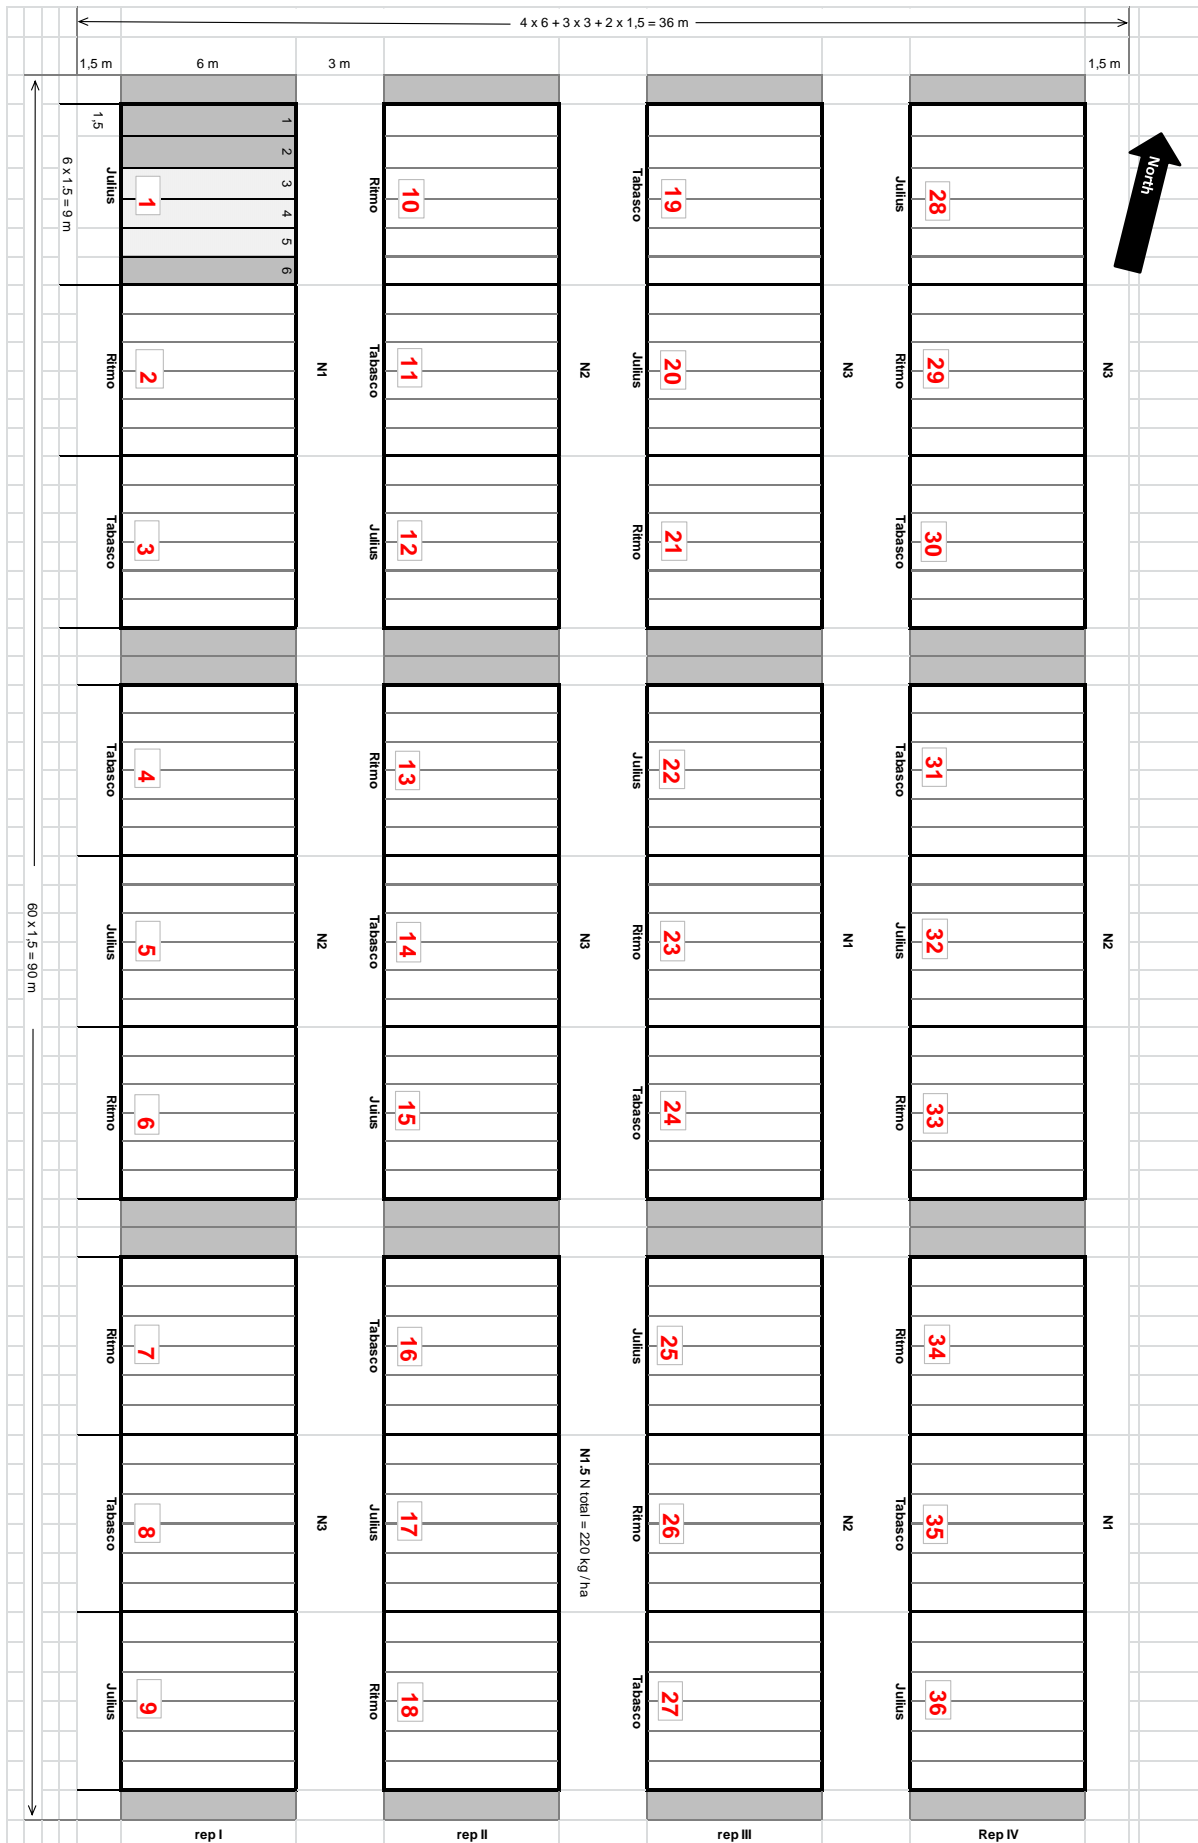 4 x 6 + 3 x 3 + 2 x 1,5 = 36 m
1,5 m
6 m
3 m
1,5 m
North
1,5
6 x 1.5 = 9 m
60 x 1,5 = 90 m
1
2
3
4
5
6
Julius
1
Ritmo
2
Tabasco
3
N1
Tabasco
4
Julius
5
Ritmo
6
N2
Ritmo
7
Tabasco
8
Julius
9
N3
Ritmo
10
Tabasco
11
Julius
12
N2
Ritmo
13
Tabasco
14
Juius
15
N3
Tabasco
16
Julius
17
Ritmo
18
N1.5 N total = 220 kg / ha
Tabasco
19
Julius
20
Ritmo
21
N3
Julius
22
Ritmo
23
Tabasco
24
N1
Julius
25
Ritmo
26
Tabasco
27
N2
Julius
28
Ritmo
29
Tabasco
30
N3
Tabasco
31
Julius
32
Ritmo
33
N2
Ritmo
34
Tabasco
35
Julius
36
N1
rep I
rep II
rep III
Rep IV